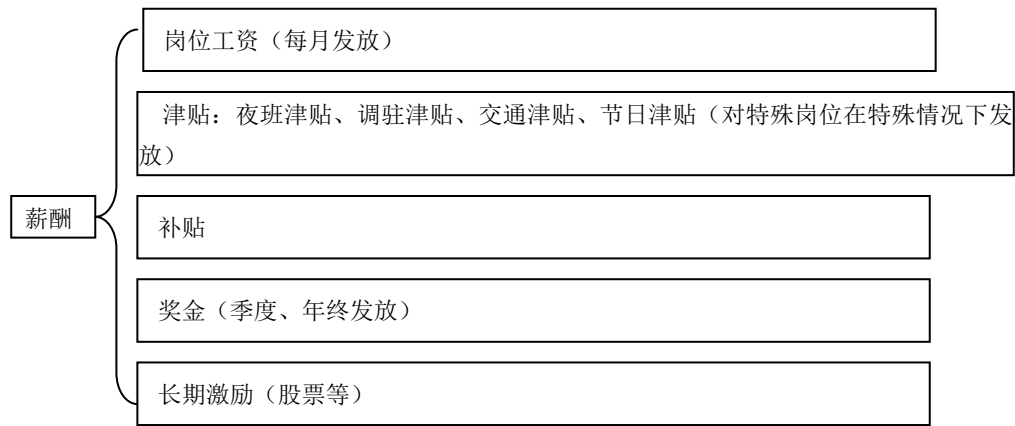 岗位工资（每月发放）
津贴：夜班津贴、调驻津贴、交通津贴、节日津贴（对特殊岗位在特殊情况下发
放）
薪酬
补贴
奖金（季度、年终发放）
长期激励（股票等）